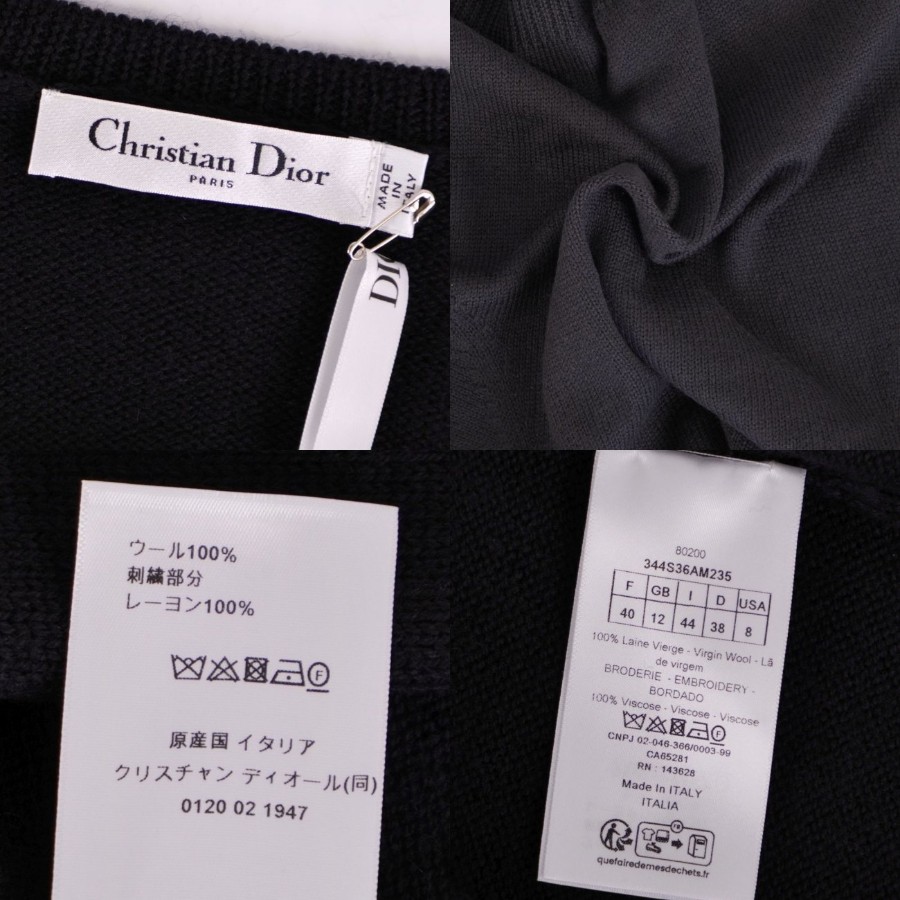 Christian Dior
PARIS
MADE
IN
ITALY
DIO
ウール100%
刺繍部分
レーヨン100%
F
原産国 イタリア
クリスチャン ディオール(同)
0120 02 1947
80200
344S36AM235
F GB I D USA
40 12 44 38 8
100% Laine Vierge - Virgin Wool - Lã
de virgem
BRODERIE - EMBROIDERY -
BORDADO
100% Viscose - Viscose - Viscose
F
CNPJ 02-046-366/0003-99
CA65281
RN : 143628
Made In ITALY
ITALIA
FR
quefairedemesdechets.fr